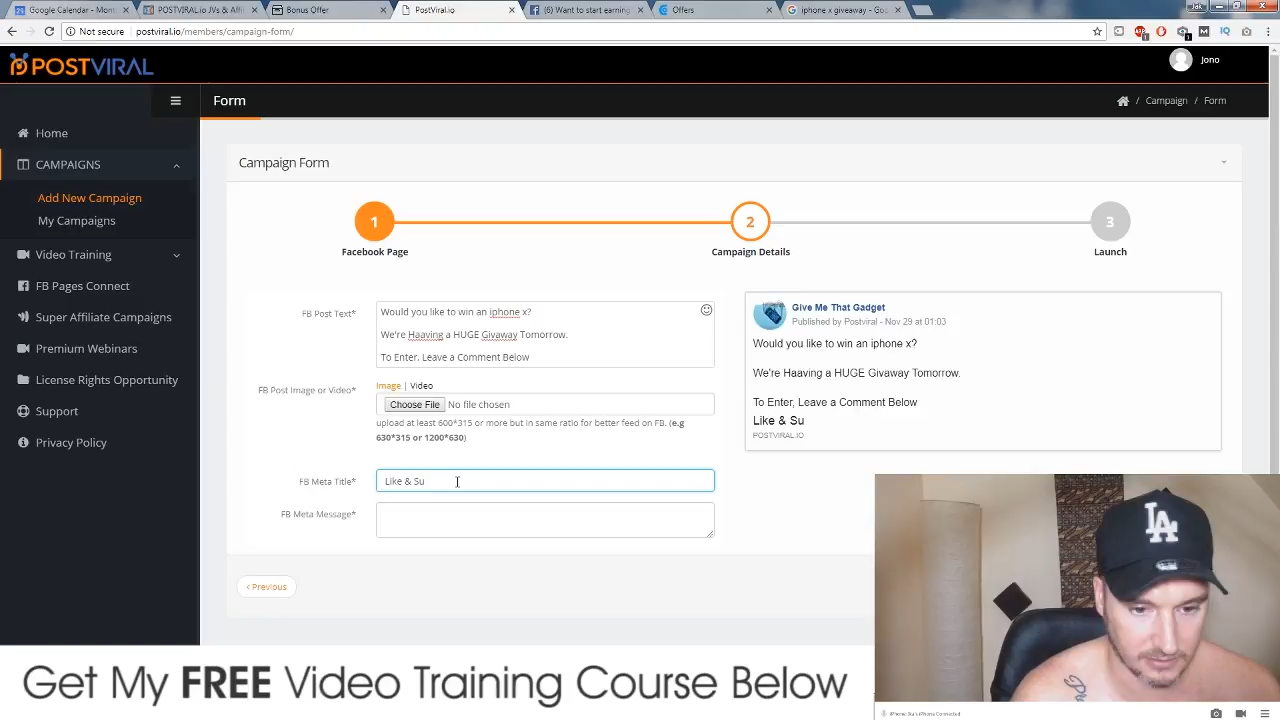 Google Calendar - Mont
POSTVIRAL.io JVs & Affil
Bonus Offer
PostViral.io
(6) Want to start earning
Offers
iphone x giveaway - Goo
Jak
Not secure
postviral.io/members/campaign-form/
POSTVIRAL
Jono
Form
/ Campaign / Form
Home
CAMPAIGNS
Add New Campaign
My Campaigns
Video Training
FB Pages Connect
Super Affiliate Campaigns
Premium Webinars
License Rights Opportunity
Support
Privacy Policy
Campaign Form
1
2
3
Facebook Page
Campaign Details
Launch
FB Post Text*
Would you like to win an iphone x?
We're Haaving a HUGE Givaway Tomorrow.
To Enter, Leave a Comment Below
FB Post Image or Video*
Image | Video
Choose File No file chosen
upload at least 600*315 or more but in same ratio for better feed on FB. (e.g
630*315 or 1200*630)
FB Meta Title*
Like & Su
FB Meta Message*
‹ Previous
Give Me That Gadget
Published by Postviral - Nov 29 at 01:03
Would you like to win an iphone x?
We're Haaving a HUGE Givaway Tomorrow.
To Enter, Leave a Comment Below
Like & Su
POSTVIRAL.IO
LA
Get My FREE Video Training Course Below